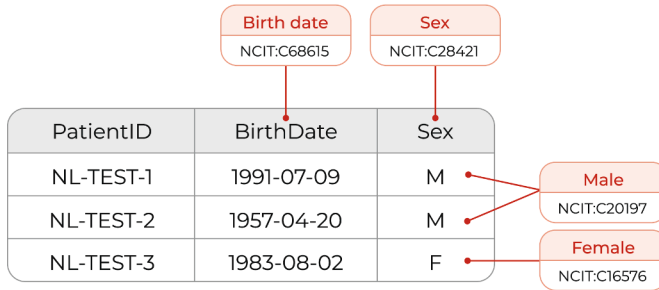 Birth date Sex
NCIT:C68615 NCIT:C28421
PatientID BirthDate Sex
NL-TEST-1 1991-07-09 M
Male
NCIT:C20197
NL-TEST-2 1957-04-20 M
Female
NL-TEST-3 1983-08-02 F
NCIT:C16576